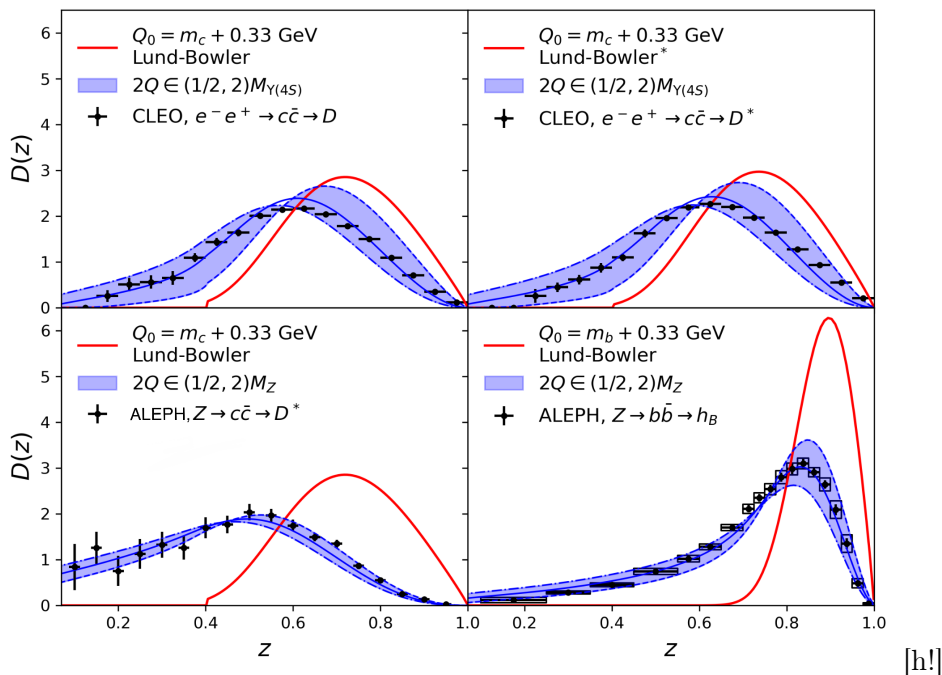 Q₀ = m_c + 0.33 GeV
Lund-Bowler
2Q ∈ (1/2, 2)M_Υ(4S)
CLEO, e⁻e⁺ → cc̄ → D
Q₀ = m_c + 0.33 GeV
Lund-Bowler*
2Q ∈ (1/2, 2)M_Υ(4S)
CLEO, e⁻e⁺ → cc̄ → D*
D(z)
6
5
4
3
2
1
0
Q₀ = m_c + 0.33 GeV
Lund-Bowler
2Q ∈ (1/2, 2)M_Z
ALEPH, Z → cc̄ → D*
Q₀ = m_b + 0.33 GeV
Lund-Bowler
2Q ∈ (1/2, 2)M_Z
ALEPH, Z → bb̄ → h_B
D(z)
6
5
4
3
2
1
0
0.2 0.4 0.6 0.8 1.0 0.2 0.4 0.6 0.8 1.0
z z
[h!]